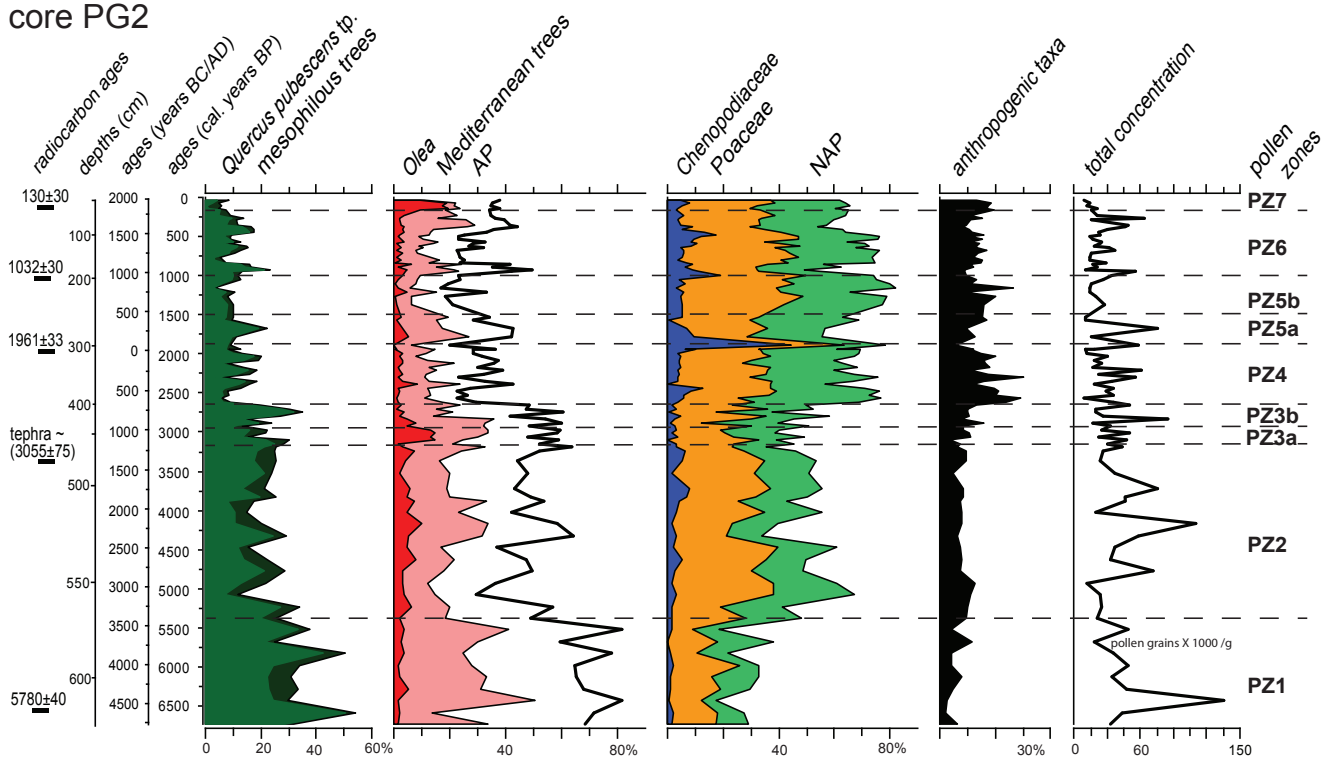 core PG2
radiocarbon ages
depths (cm)
ages (years BC/AD)
ages (cal. years BP)
Quercus pubescens tp.
mesophilous trees
Olea
Mediterranean trees
AP
Chenopodiaceae
Poaceae
NAP
anthropogenic taxa
total concentration
pollen
zones
130±30
1032±30
1961±33
tephra ~
(3055±75)
5780±40
100
200
300
400
500
550
600
2000
1500
1000
500
0
500
1000
1500
2000
2500
3000
3500
4000
4500
0
500
1000
1500
2000
2500
3000
3500
4000
4500
5000
5500
6000
6500
PZ7
PZ6
PZ5b
PZ5a
PZ4
PZ3b
PZ3a
PZ2
PZ1
pollen grains X 1000 /g
0 20 40 60%
40 80%
40 80%
30%
0 60 150